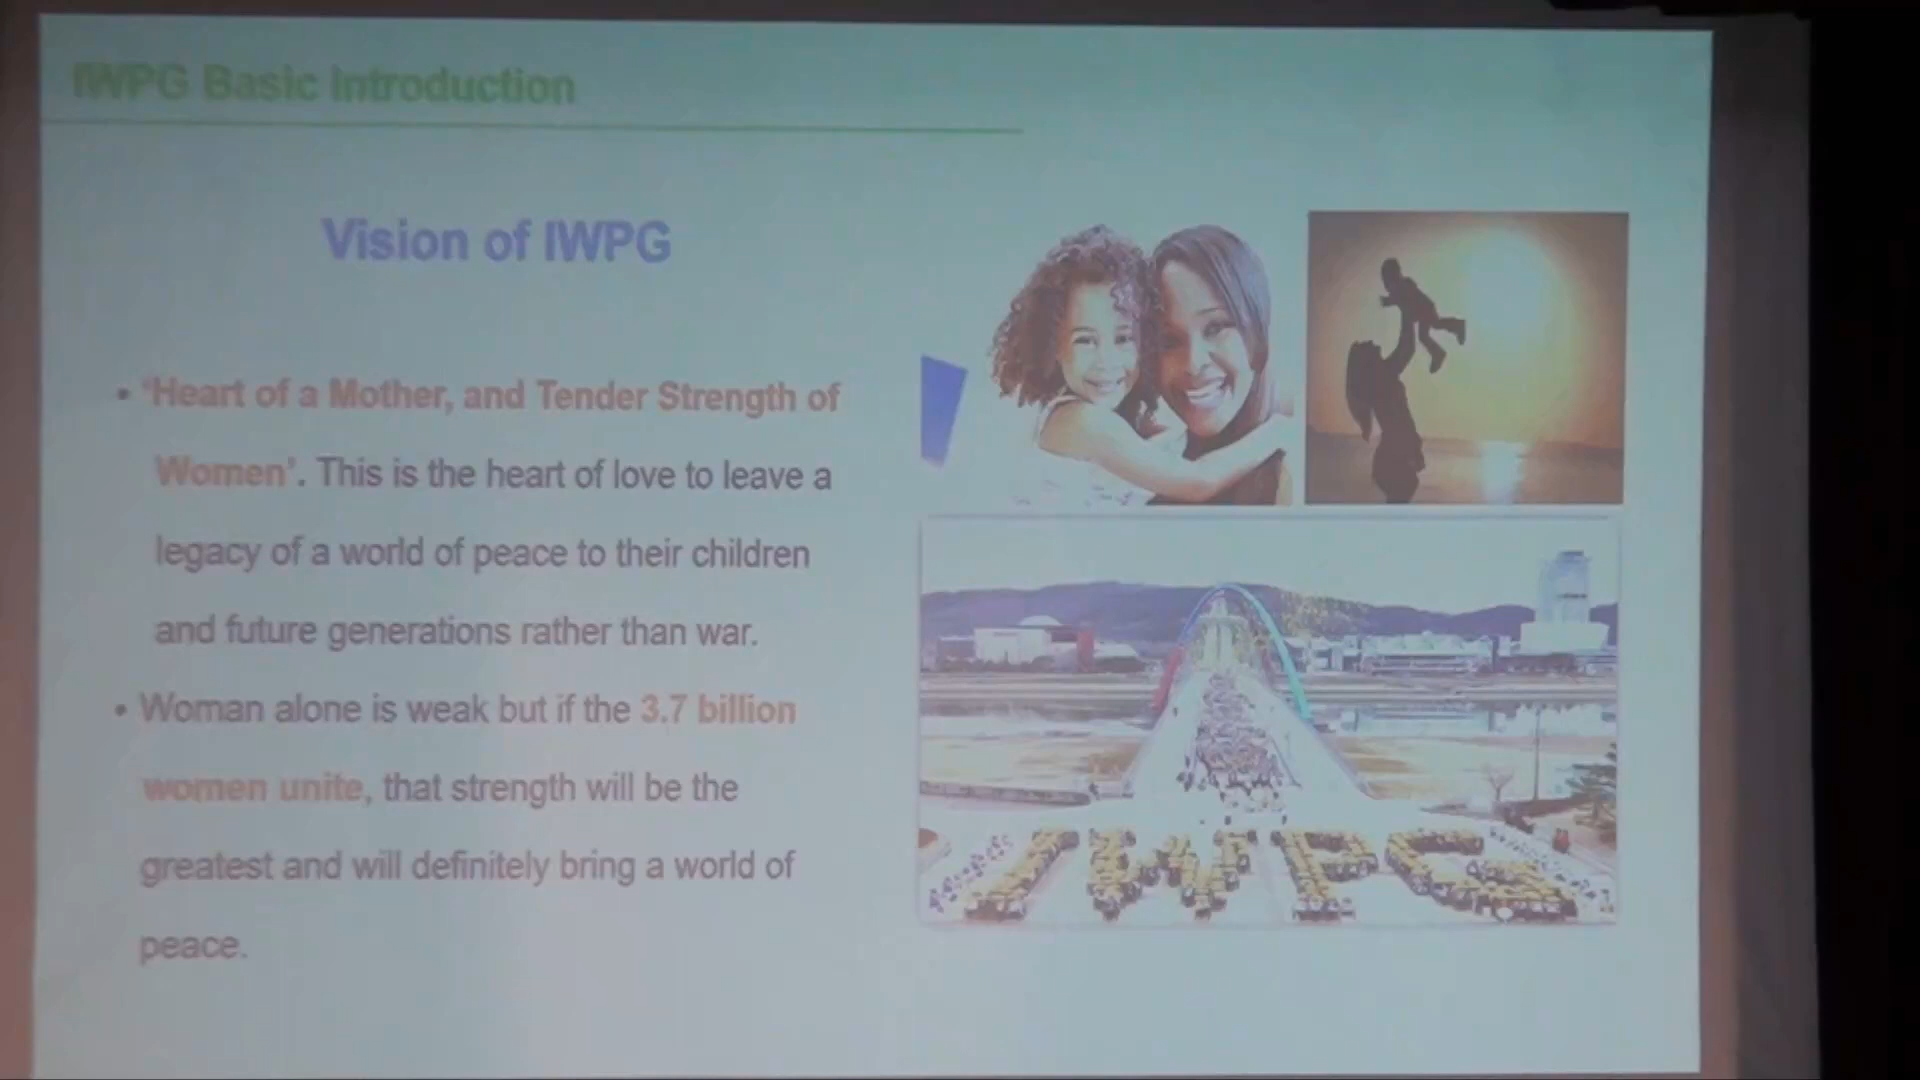 IWPG Basic Introduction
Vision of IWPG
• 'Heart of a Mother, and Tender Strength of
Women'. This is the heart of love to leave a
legacy of a world of peace to their children
and future generations rather than war.
• Woman alone is weak but if the 3.7 billion
women unite, that strength will be the
greatest and will definitely bring a world of
peace.
IWPG